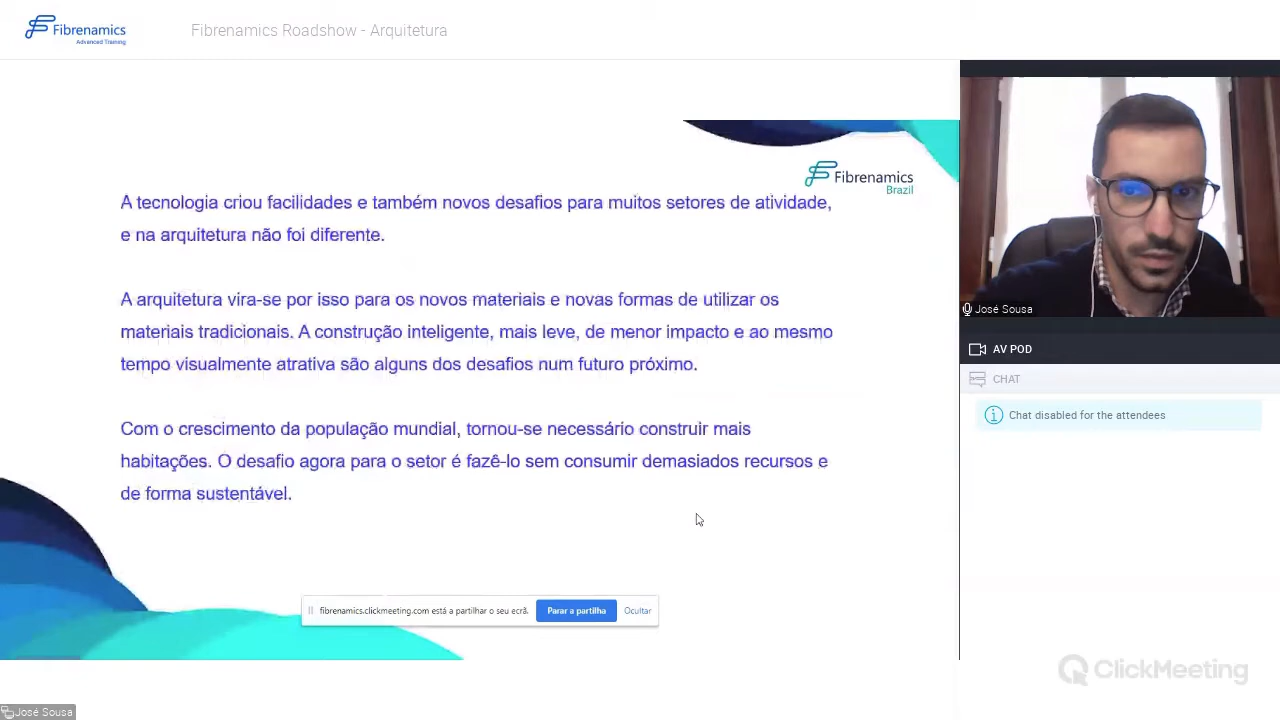 Fibrenamics
Advanced Training
Fibrenamics Roadshow - Arquitetura
Fibrenamics
Brazil
A tecnologia criou facilidades e também novos desafios para muitos setores de atividade,
e na arquitetura não foi diferente.
A arquitetura vira-se por isso para os novos materiais e novas formas de utilizar os
materiais tradicionais. A construção inteligente, mais leve, de menor impacto e ao mesmo
tempo visualmente atrativa são alguns dos desafios num futuro próximo.
Com o crescimento da população mundial, tornou-se necessário construir mais
habitações. O desafio agora para o setor é fazê-lo sem consumir demasiados recursos e
de forma sustentável.
fibrenamics.clickmeeting.com está a partilhar o seu ecrã.
Parar a partilha
Ocultar
José Sousa
AV POD
CHAT
Chat disabled for the attendees
ClickMeeting
José Sousa